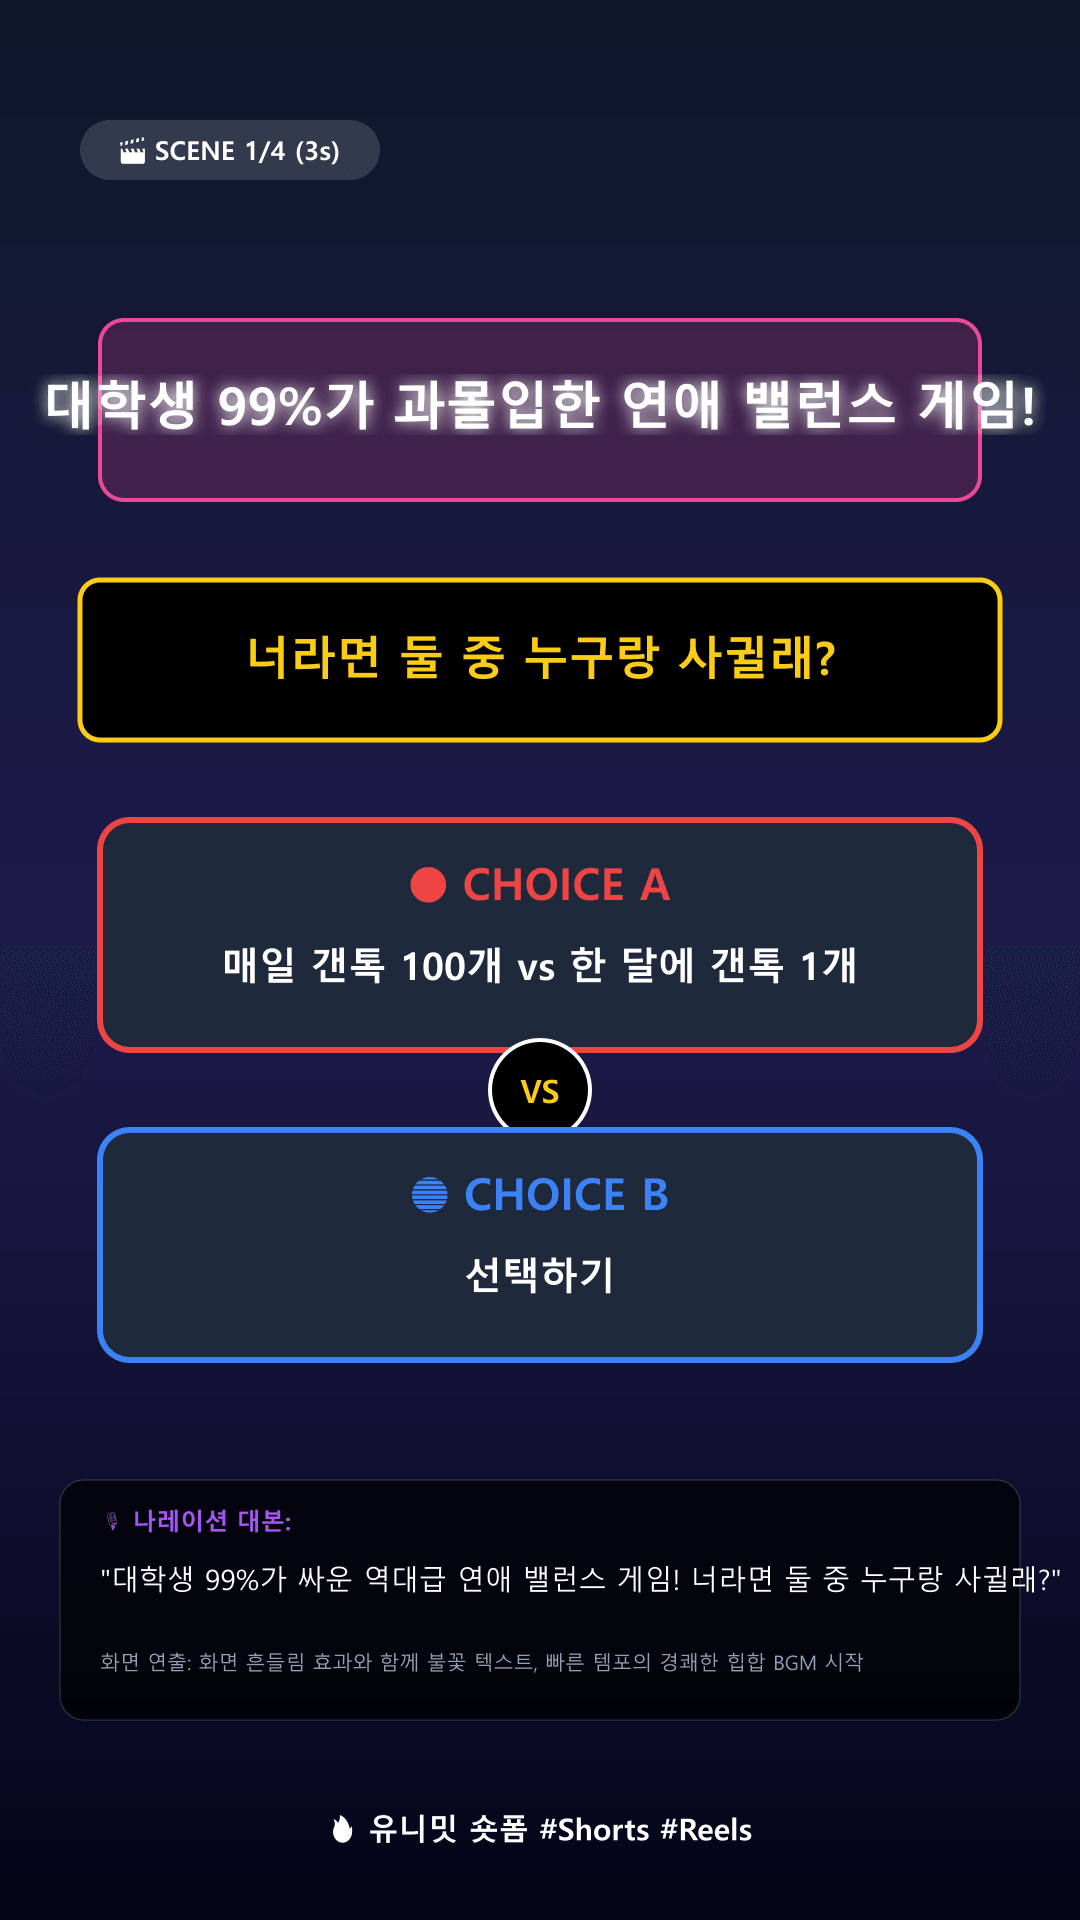 SCENE 1/4 (3s)
대학생 99%가 과몰입한 연애 밸런스 게임!
너라면 둘 중 누구랑 사귈래?
CHOICE A
매일 갠톡 100개 vs 한 달에 갠톡 1개
VS
CHOICE B
선택하기
나레이션 대본:
"대학생 99%가 싸운 역대급 연애 밸런스 게임! 너라면 둘 중 누구랑 사귈래?"
화면 연출: 화면 흔들림 효과와 함께 불꽃 텍스트, 빠른 템포의 경쾌한 힙합 BGM 시작
유니밋 숏폼 #Shorts #Reels